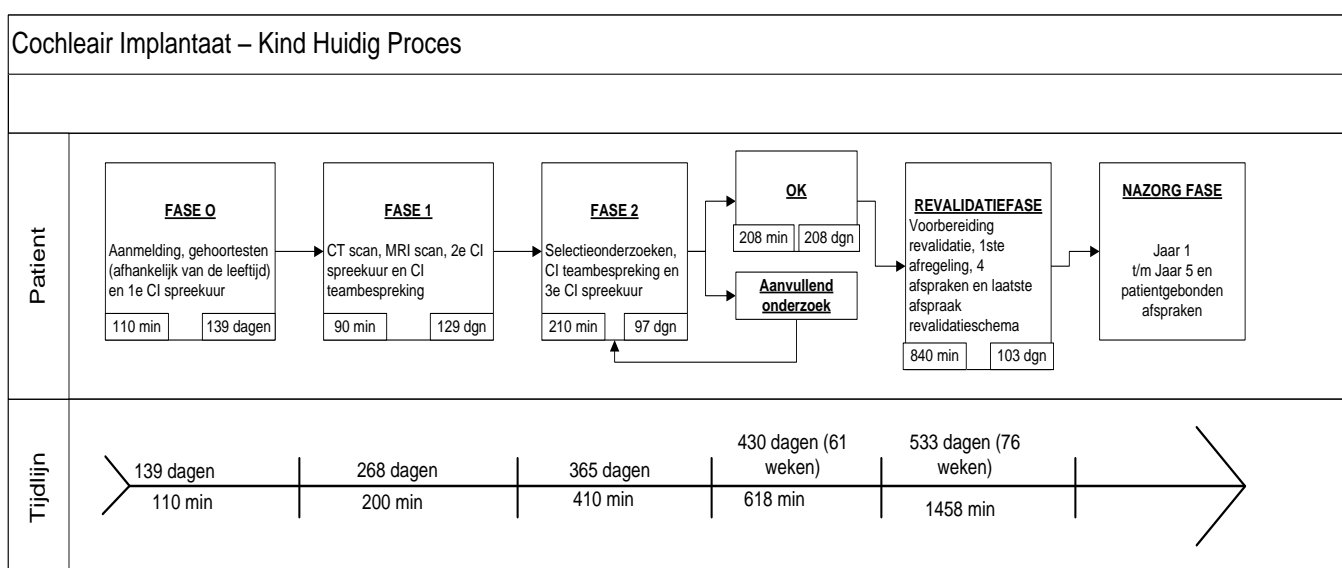 Cochleair Implantaat – Kind Huidig Proces
Patient
FASE O
Aanmelding, gehoortesten
(afhankelijk van de leeftijd)
en 1e CI spreekuur
110 min
139 dagen
FASE 1
CT scan, MRI scan, 2e CI
spreekuur en CI
teambespreking
90 min
129 dgn
FASE 2
Selectieonderzoeken,
CI teambespreking en
3e CI spreekuur
210 min
97 dgn
OK
208 min
208 dgn
Aanvullend
onderzoek
REVALIDATIEFASE
Voorbereiding
revalidatie, 1ste
afregeling, 4
afspraken en laatste
afspraak
revalidatieschema
840 min
103 dgn
NAZORG FASE
Jaar 1
t/m Jaar 5 en
patientgebonden
afspraken
Tijdlijn
139 dagen
110 min
268 dagen
200 min
365 dagen
410 min
430 dagen (61
weken)
618 min
533 dagen (76
weken)
1458 min